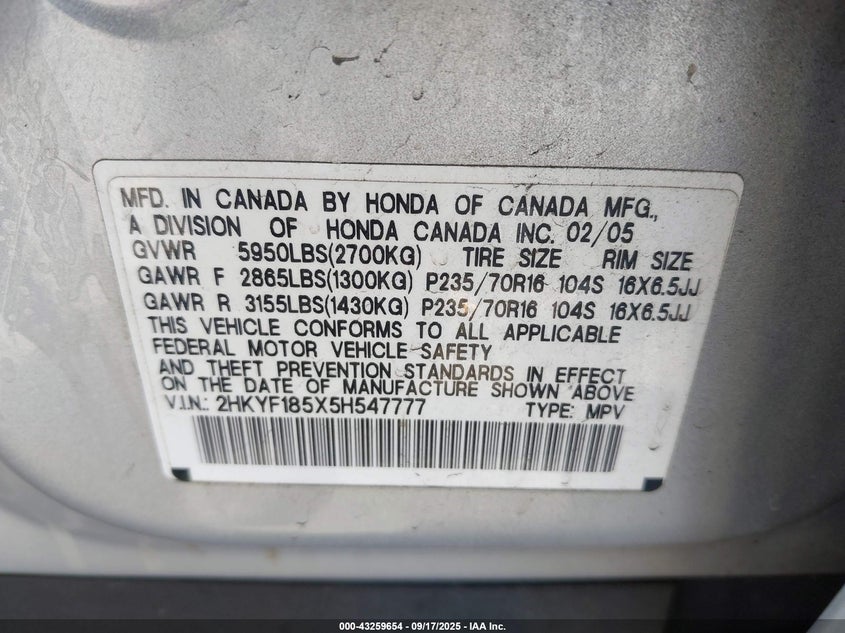 MFD. IN CANADA BY HONDA OF CANADA MFG.,
A DIVISION OF HONDA CANADA INC. 02/05
GVWR 5950LBS(2700KG) TIRE SIZE RIM SIZE
GAWR F 2865LBS(1300KG) P235/70R16 104S 16X6.5JJ
GAWR R 3155LBS(1430KG) P235/70R16 104S 16X6.5JJ
THIS VEHICLE CONFORMS TO ALL APPLICABLE
FEDERAL MOTOR VEHICLE SAFETY
AND THEFT PREVENTION STANDARDS IN EFFECT
ON THE DATE OF MANUFACTURE SHOWN ABOVE
V.I.N.: 2HKYF185X5H547777 TYPE: MPV
000-43259654 - 09/17/2025 - IAA Inc.